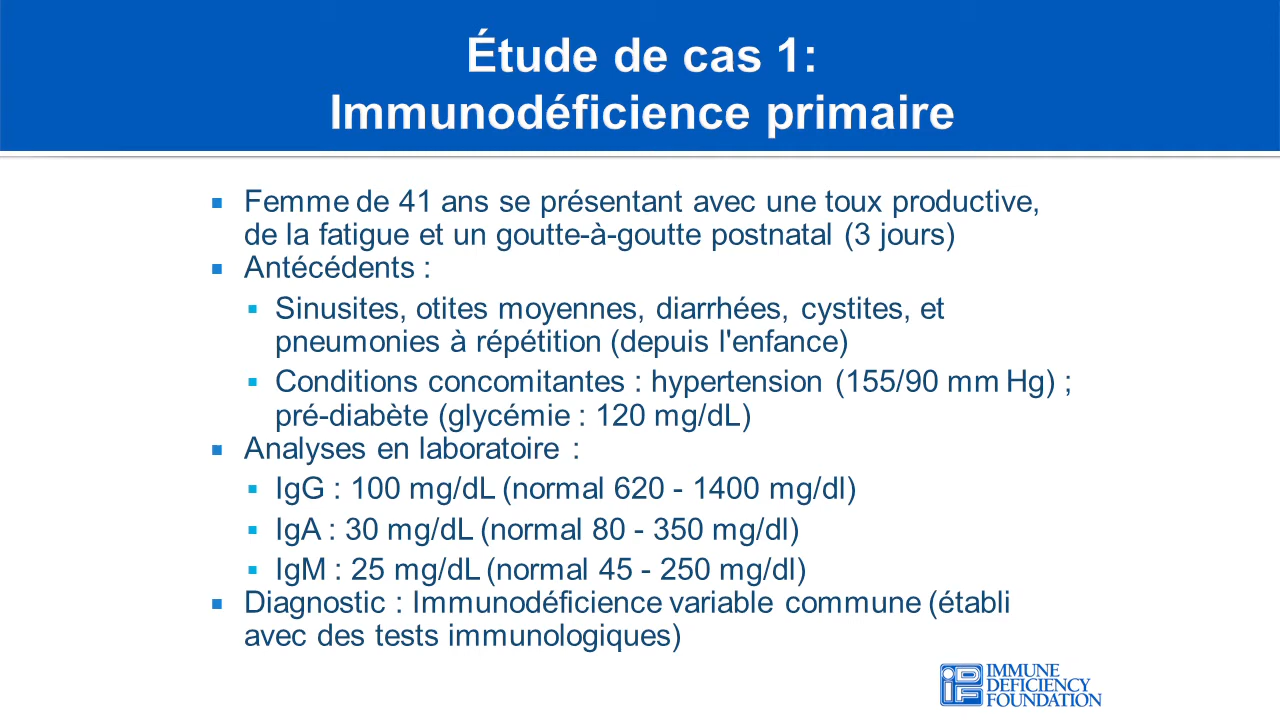 Étude de cas 1:
Immunodéficience primaire
Femme de 41 ans se présentant avec une toux productive,
de la fatigue et un goutte-à-goutte postnatal (3 jours)
Antécédents :
Sinusites, otites moyennes, diarrhées, cystites, et
pneumonies à répétition (depuis l'enfance)
Conditions concomitantes : hypertension (155/90 mm Hg) ;
pré-diabète (glycémie : 120 mg/dL)
Analyses en laboratoire :
IgG : 100 mg/dL (normal 620 - 1400 mg/dl)
IgA : 30 mg/dL (normal 80 - 350 mg/dl)
IgM : 25 mg/dL (normal 45 - 250 mg/dl)
Diagnostic : Immunodéficience variable commune (établi
avec des tests immunologiques)
IDF
IMMUNE
DEFICIENCY
FOUNDATION